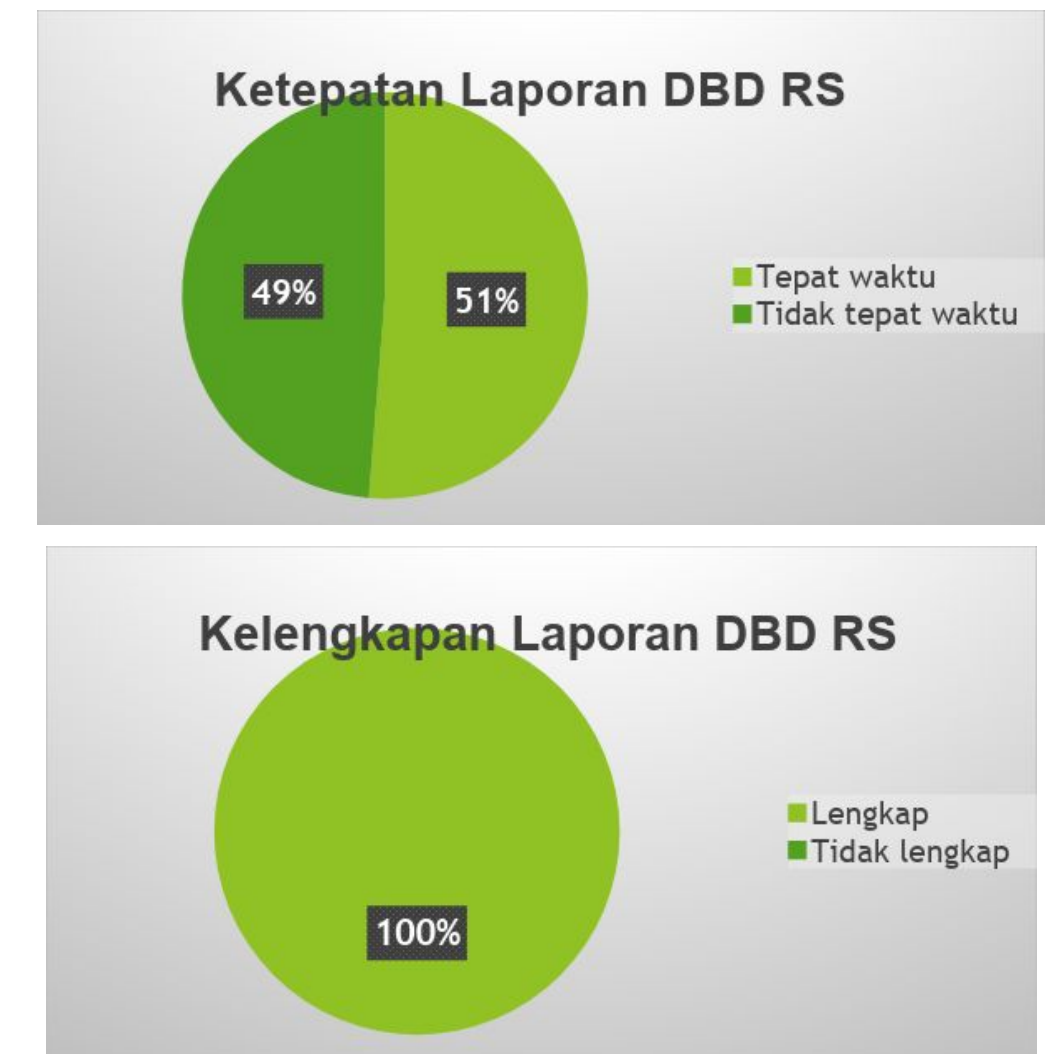 Ketepatan Laporan DBD RS
49%
51%
Tepat waktu
Tidak tepat waktu
Kelengkapan Laporan DBD RS
100%
Lengkap
Tidak lengkap